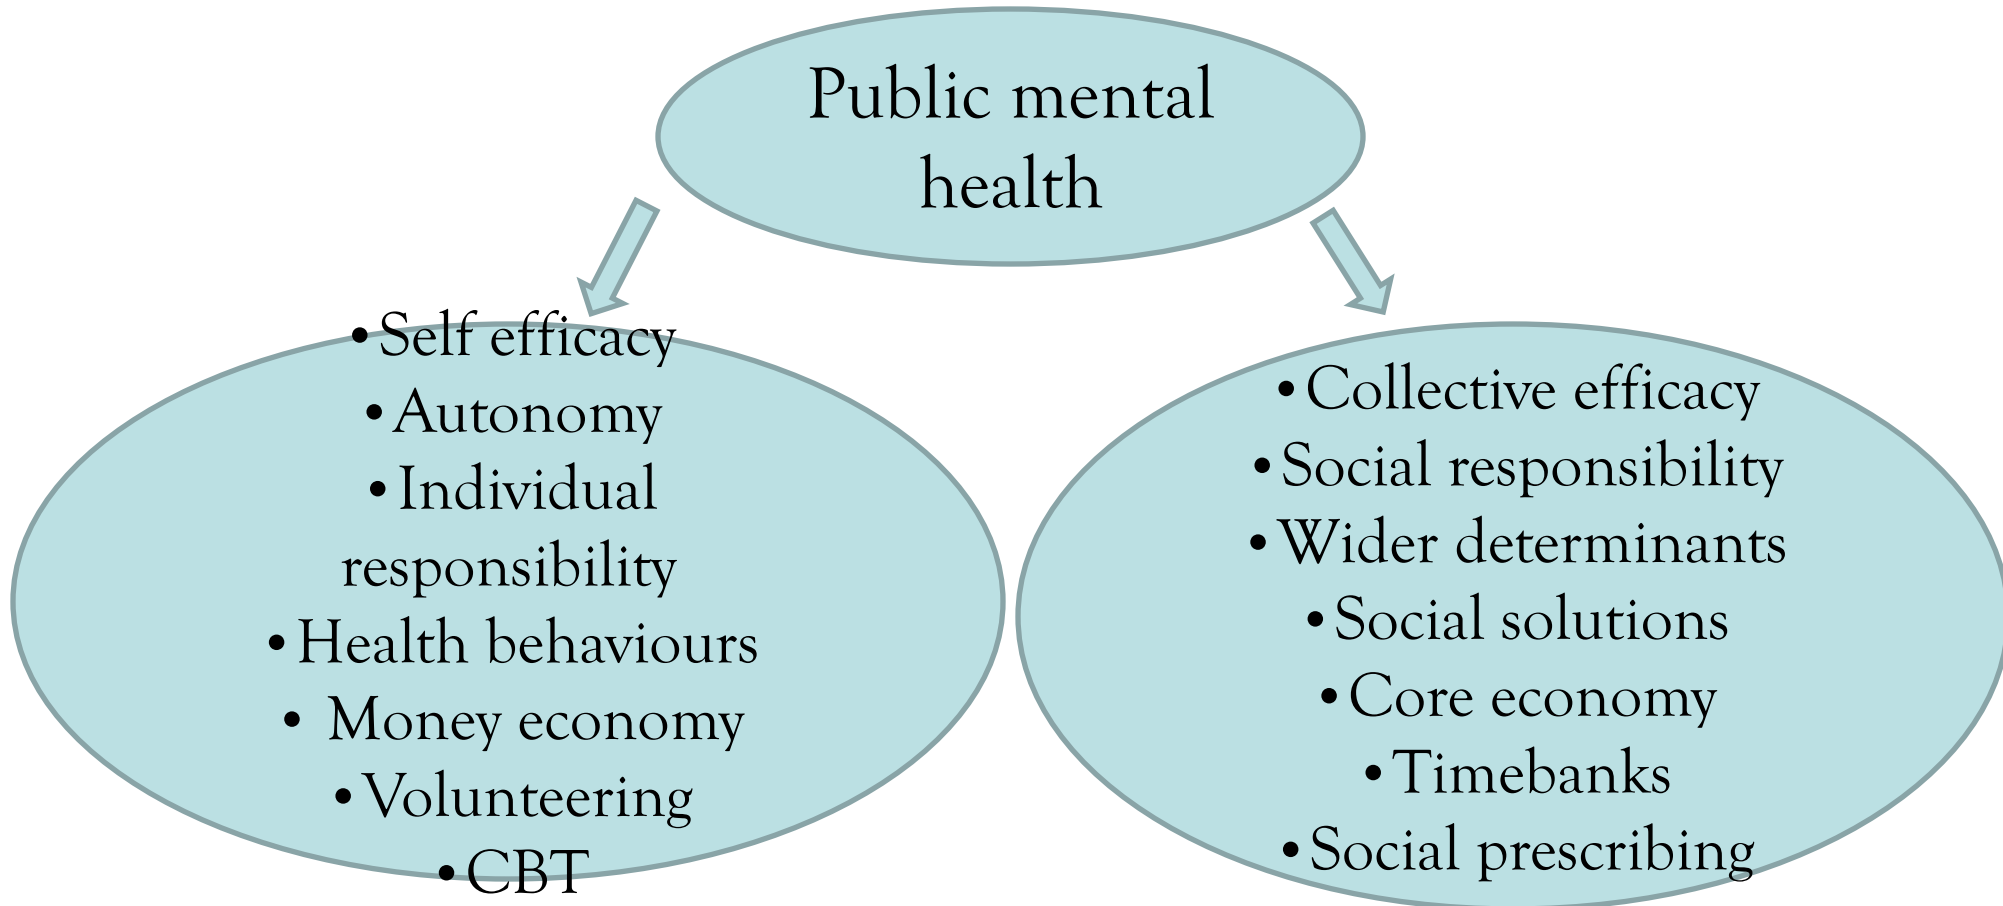 Public mental
health
• Self efficacy
• Autonomy
• Individual
responsibility
• Health behaviours
• Money economy
• Volunteering
• CBT
• Collective efficacy
• Social responsibility
• Wider determinants
• Social solutions
• Core economy
• Timebanks
• Social prescribing